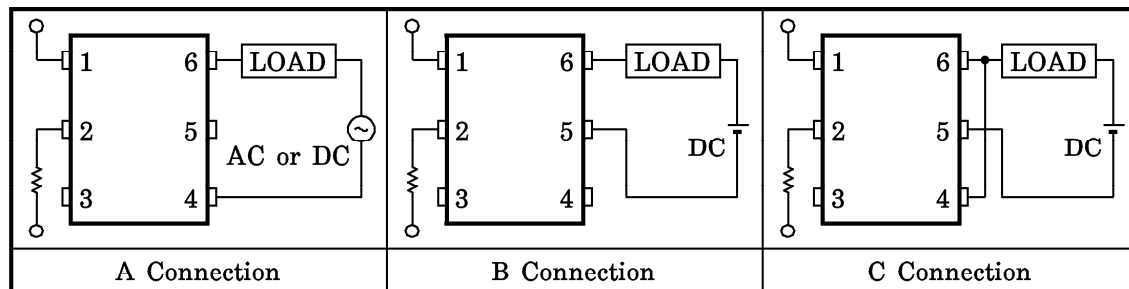 1 6 LOAD
2 5
AC or DC
3 4
A Connection
1 6 LOAD
2 5
DC
3 4
B Connection
1 6 LOAD
2 5
DC
3 4
C Connection